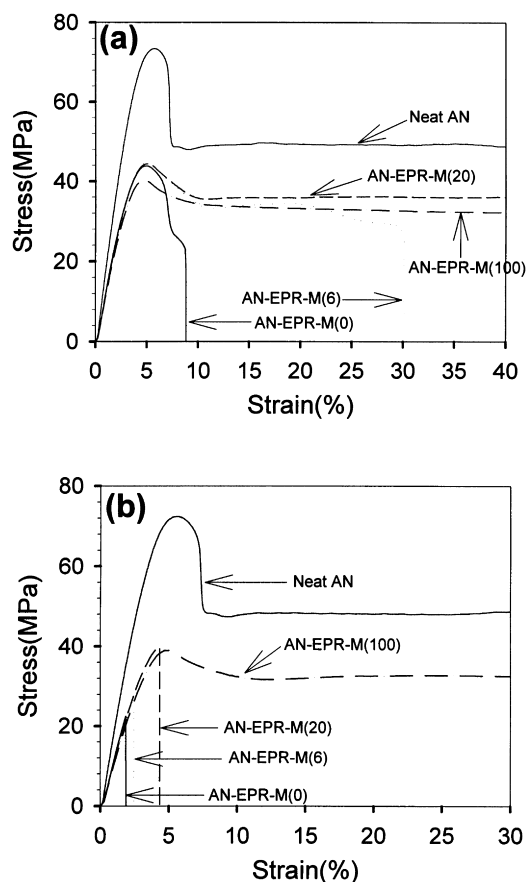 (a)
80
60
40
20
0
Stress(MPa)
Neat AN
AN-EPR-M(20)
AN-EPR-M(100)
AN-EPR-M(6)
AN-EPR-M(0)
0 5 10 15 20 25 30 35 40
Strain(%)
(b)
80
60
40
20
0
Stress(MPa)
Neat AN
AN-EPR-M(100)
AN-EPR-M(20)
AN-EPR-M(6)
AN-EPR-M(0)
0 5 10 15 20 25 30
Strain(%)